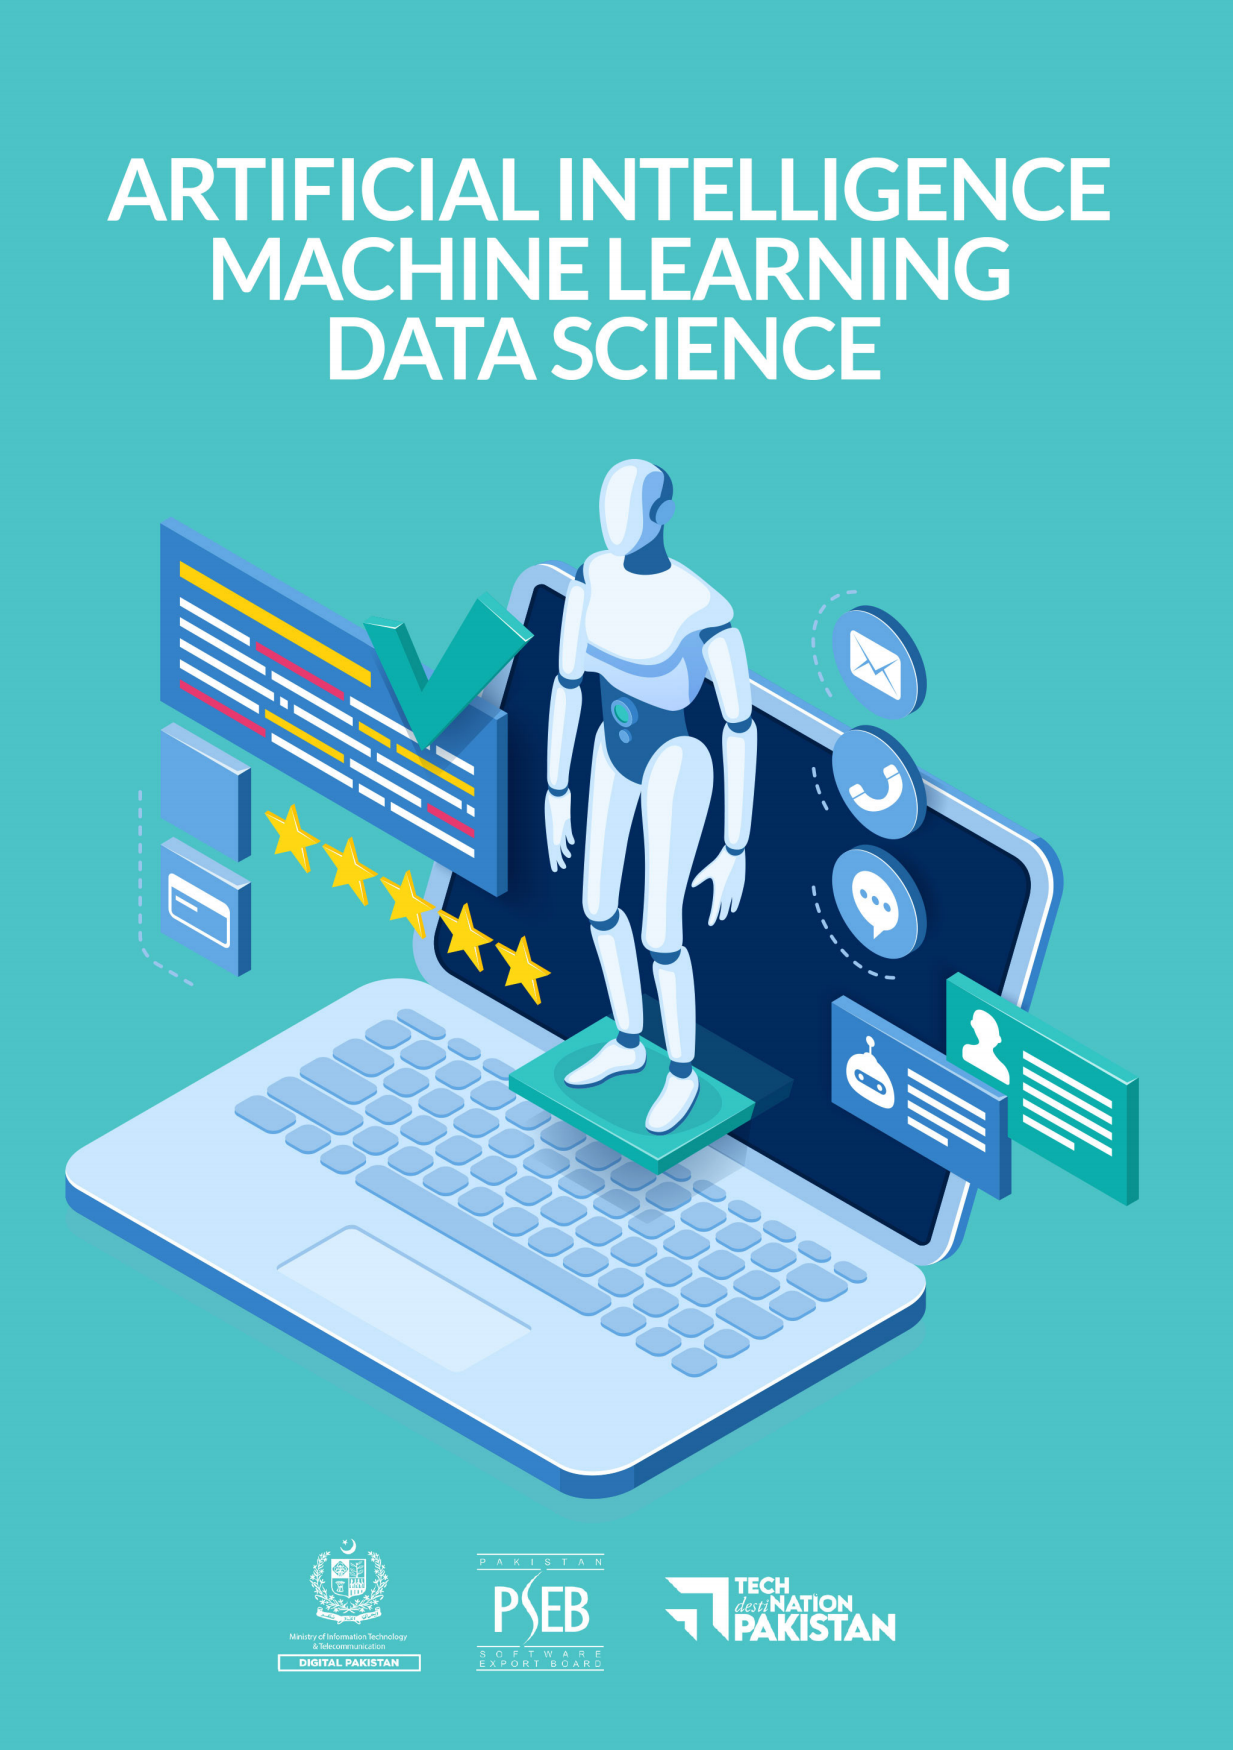 ARTIFICIAL INTELLIGENCE
MACHINE LEARNING
DATA SCIENCE
Ministry of Information Technology
& Telecommunication
DIGITAL PAKISTAN
PAKISTAN
PSEB
SOFTWARE
EXPORT BOARD
TECH
destiNATION
PAKISTAN